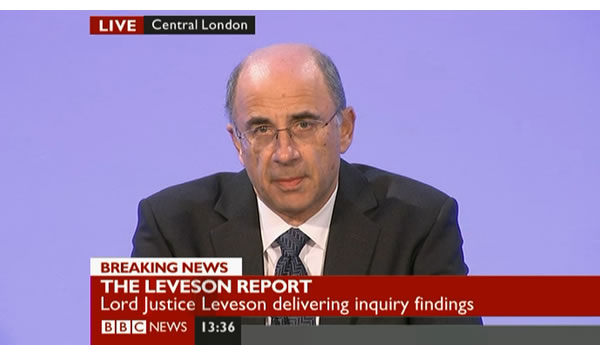 LIVE Central London
BREAKING NEWS
THE LEVESON REPORT
Lord Justice Leveson delivering inquiry findings
BBC NEWS 13:36